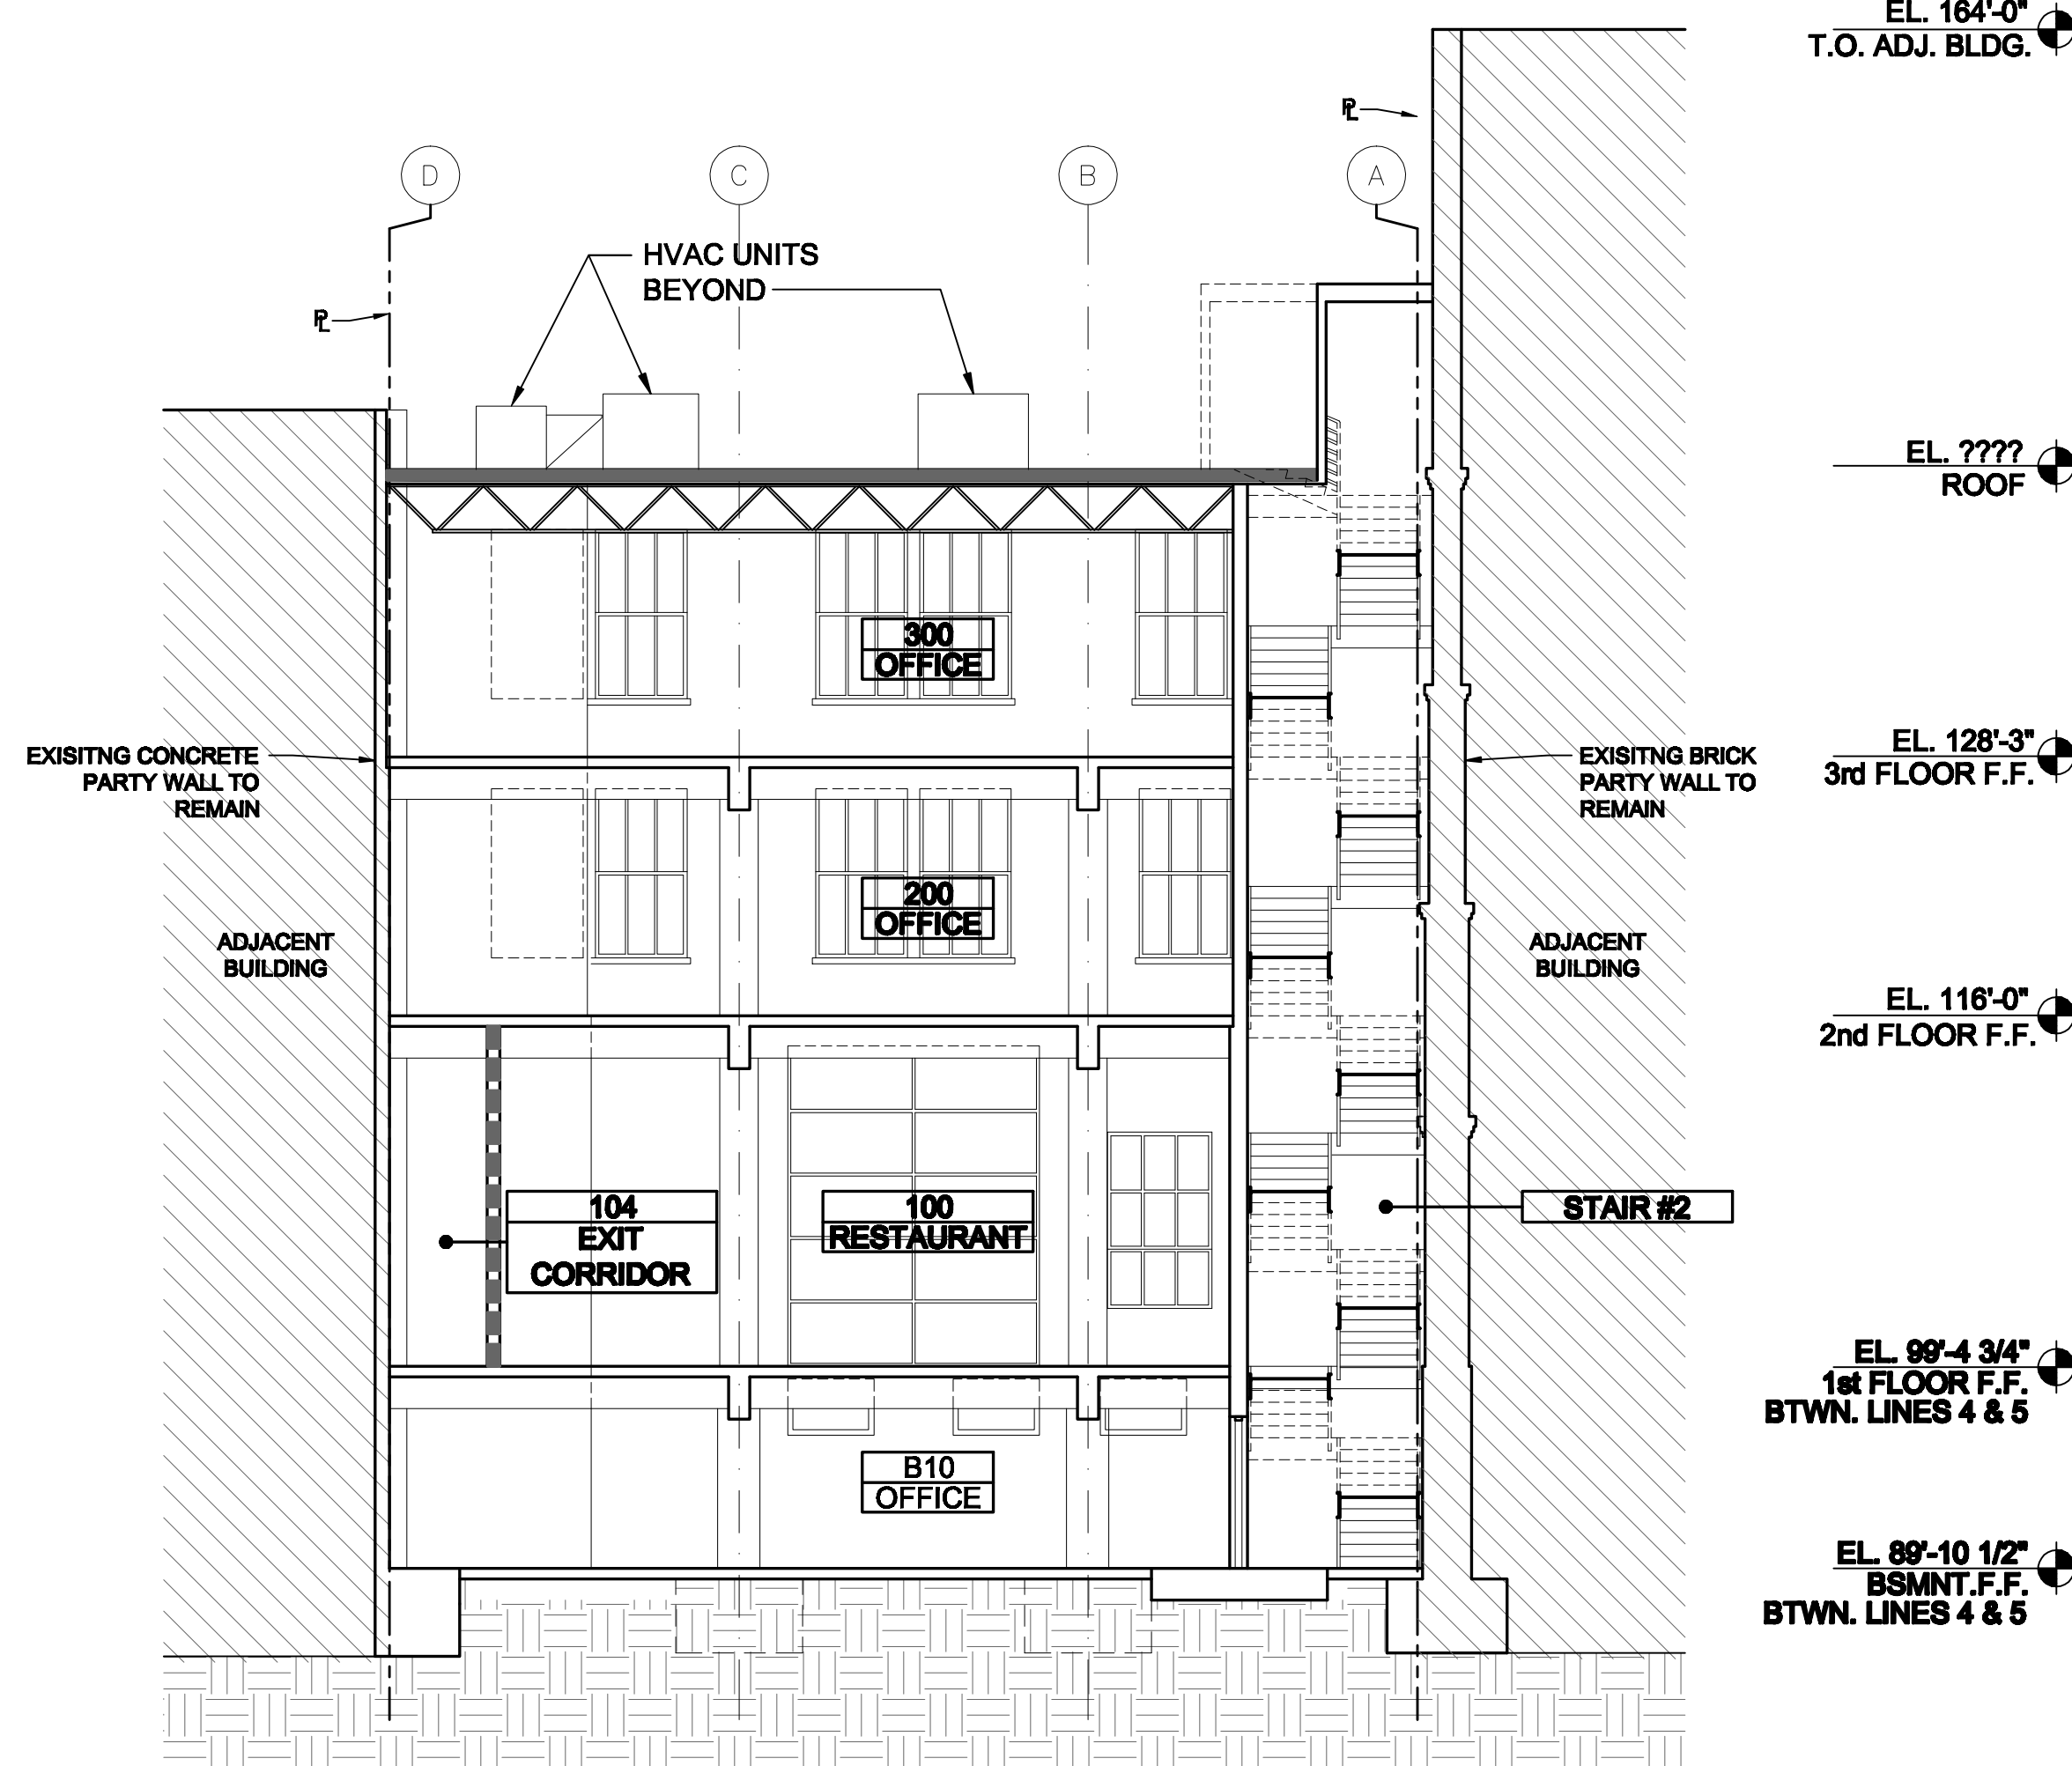 EL. 164'-0"
T.O. ADJ. BLDG.
PL
D
C
B
A
HVAC UNITS
BEYOND
PL
EL. ????
ROOF
300
OFFICE
EXISITNG CONCRETE
PARTY WALL TO
REMAIN
EXISITNG BRICK
PARTY WALL TO
REMAIN
EL. 128'-3"
3rd FLOOR F.F.
200
OFFICE
ADJACENT
BUILDING
ADJACENT
BUILDING
EL. 116'-0"
2nd FLOOR F.F.
104
EXIT
CORRIDOR
100
RESTAURANT
STAIR #2
EL. 99'-4 3/4"
1st FLOOR F.F.
BTWN. LINES 4 & 5
B10
OFFICE
EL. 89'-10 1/2"
BSMNT.F.F.
BTWN. LINES 4 & 5